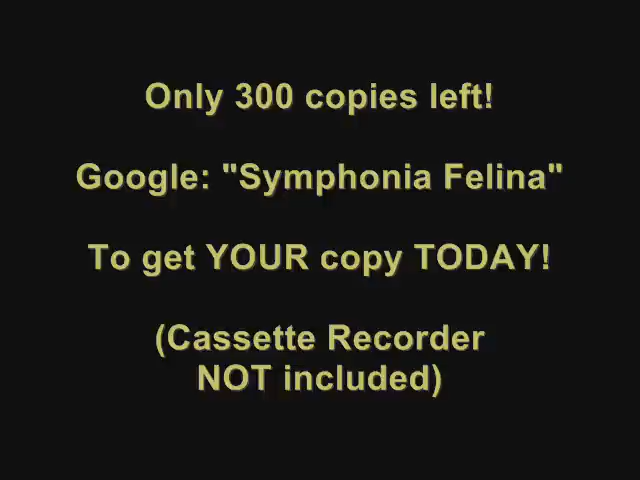 Only 300 copies left!
Google: "Symphonia Felina"
To get YOUR copy TODAY!
(Cassette Recorder
NOT included)